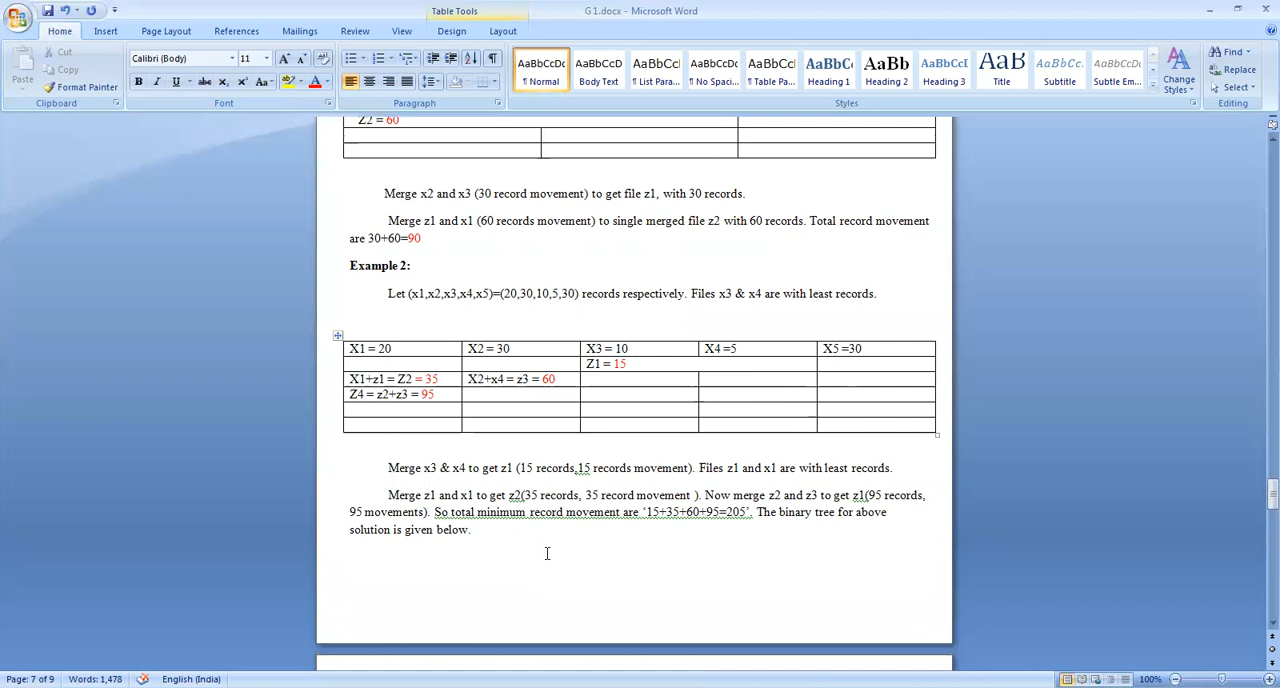 Table Tools
G 1.docx - Microsoft Word
Home Insert Page Layout References Mailings Review View Design Layout
Cut
Copy
Format Painter
Paste
Clipboard
Calibri (Body) 11
B I U abc x₂ x² Aa
Font
Paragraph
AaBbCcDc AaBbCcDc AaBbCcI AaBbCcDc AaBbCcDc AaBbCc AaBb AaBbCcI AaB AaBbCc. AaBbCcDc
¶ Normal Body Text ¶ List Para... ¶ No Spaci... ¶ Table Pa... Heading 1 Heading 2 Heading 3 Title Subtitle Subtle Em...
Change Styles
Styles
Find
Replace
Select
Editing
Z2 = 60
Merge x2 and x3 (30 record movement) to get file z1, with 30 records.
Merge z1 and x1 (60 records movement) to single merged file z2 with 60 records. Total record movement
are 30+60=90
Example 2:
Let (x1,x2,x3,x4,x5)=(20,30,10,5,30) records respectively. Files x3 & x4 are with least records.
X1 = 20 X2 = 30 X3 = 10 X4 =5 X5 =30
Z1 = 15
X1+z1 = Z2 = 35 X2+x4 = z3 = 60
Z4 = z2+z3 = 95
Merge x3 & x4 to get z1 (15 records,15 records movement). Files z1 and x1 are with least records.
Merge z1 and x1 to get z2(35 records, 35 record movement ). Now merge z2 and z3 to get z1(95 records,
95 movements). So total minimum record movement are ‘15+35+60+95=205’. The binary tree for above
solution is given below.
Page: 7 of 9 Words: 1,478 English (India) 100%